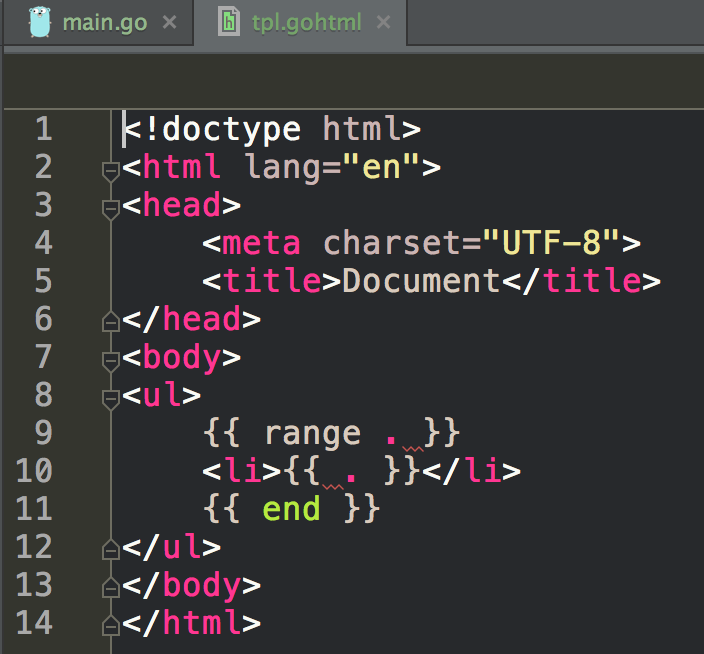 main.go × tpl.gohtml ×
1 <!doctype html>
2 <html lang="en">
3 <head>
4     <meta charset="UTF-8">
5     <title>Document</title>
6 </head>
7 <body>
8 <ul>
9     {{ range . }}
10     <li>{{ . }}</li>
11     {{ end }}
12 </ul>
13 </body>
14 </html>